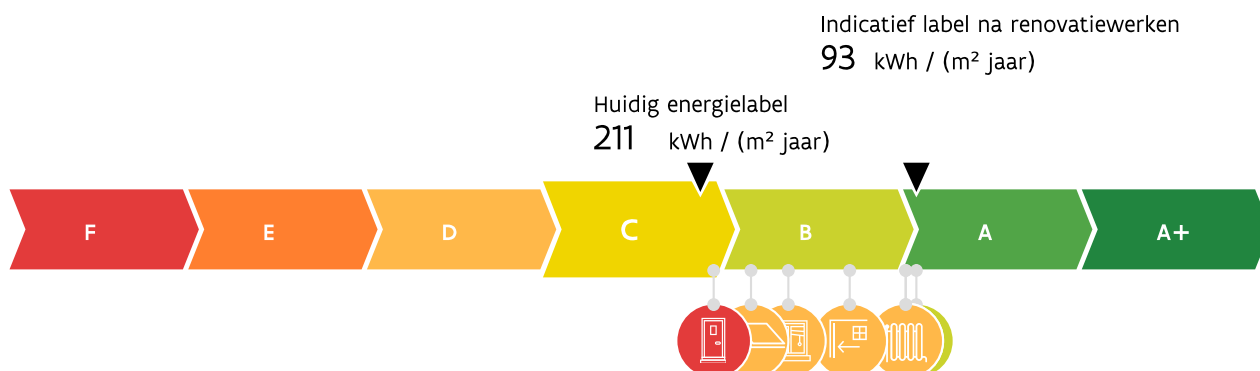 Indicatief label na renovatiewerken
93 kWh / (m² jaar)
Huidig energielabel
211 kWh / (m² jaar)
F E D C B A A+